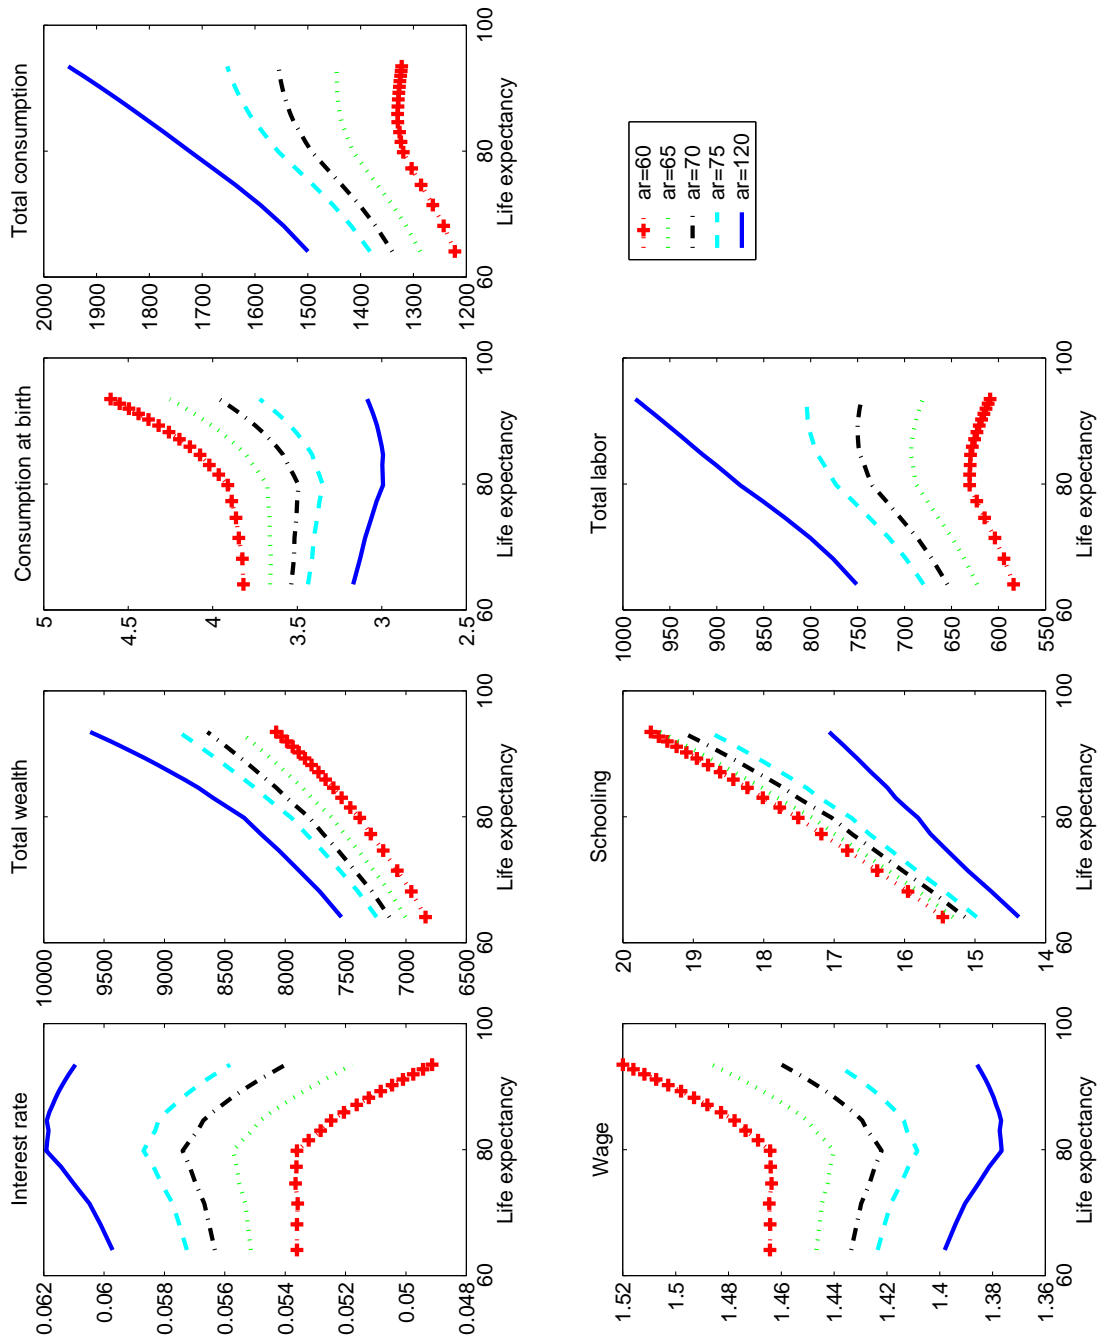 Interest rate
0.062
0.06
0.058
0.056
0.054
0.052
0.05
0.048
60 80 100
Life expectancy
Total wealth
10000
9500
9000
8500
8000
7500
7000
6500
60 80 100
Life expectancy
Consumption at birth
5
4.5
4
3.5
3
2.5
60 80 100
Life expectancy
Total consumption
2000
1900
1800
1700
1600
1500
1400
1300
1200
60 80 100
Life expectancy
Wage
1.52
1.5
1.48
1.46
1.44
1.42
1.4
1.38
1.36
60 80 100
Life expectancy
Schooling
20
19
18
17
16
15
14
60 80 100
Life expectancy
Total labor
1000
950
900
850
800
750
700
650
600
550
60 80 100
Life expectancy
ar=60
ar=65
ar=70
ar=75
ar=120